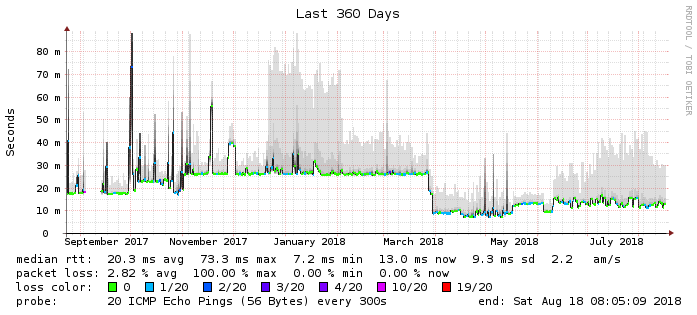 Last 360 Days
RRDTOOL / TOBI OETIKER
Seconds
80 m
70 m
60 m
50 m
40 m
30 m
20 m
10 m
0
September 2017 November 2017 January 2018 March 2018 May 2018 July 2018
median rtt: 20.3 ms avg 73.3 ms max 7.2 ms min 13.0 ms now 9.3 ms sd 2.2 am/s
packet loss: 2.82 % avg 100.00 % max 0.00 % min 0.00 % now
loss color: 0 1/20 2/20 3/20 4/20 10/20 19/20
probe: 20 ICMP Echo Pings (56 Bytes) every 300s end: Sat Aug 18 08:05:09 2018